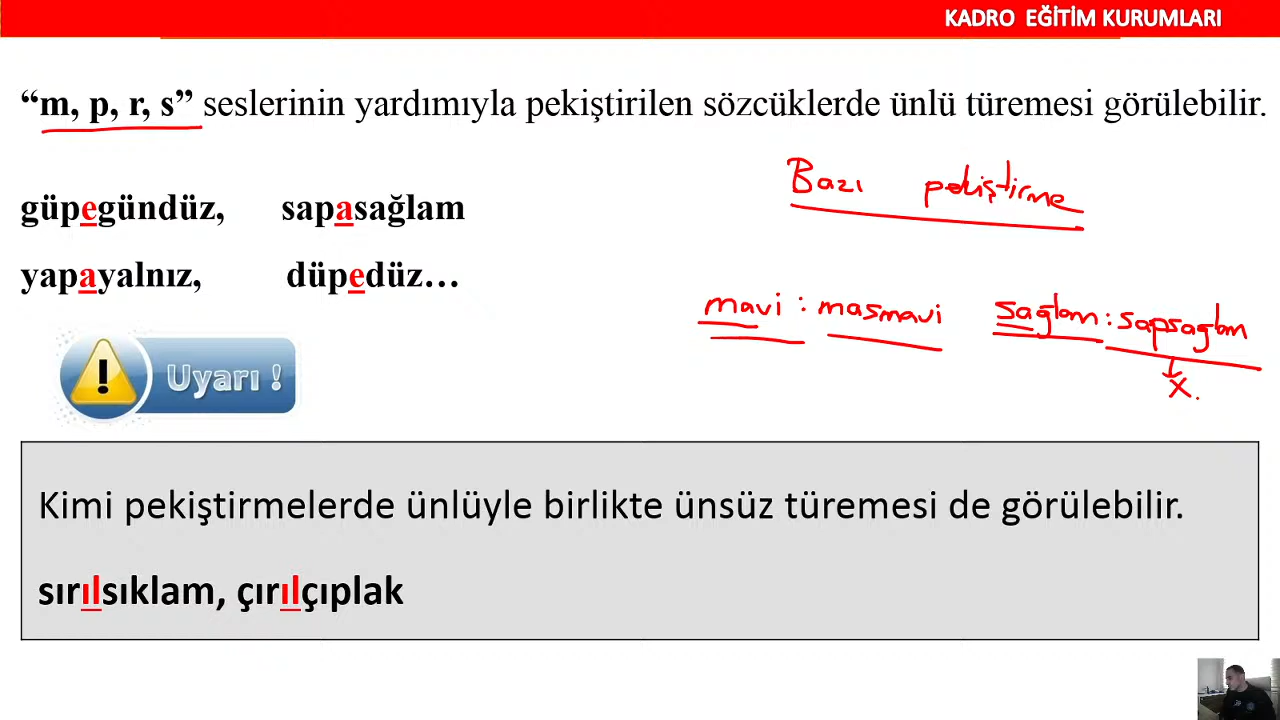 KADRO EĞİTİM KURUMLARI
“m, p, r, s” seslerinin yardımıyla pekiştirilen sözcüklerde ünlü türemesi görülebilir.
Bazı pekiştirme
güpegündüz, sapasağlam
yapayalnız, düpedüz…
mavi : masmavi sağlam : sapsağlam
x.
Uyarı !
Kimi pekiştirmelerde ünlüyle birlikte ünsüz türemesi de görülebilir.
sırılsıklam, çırılçıplak